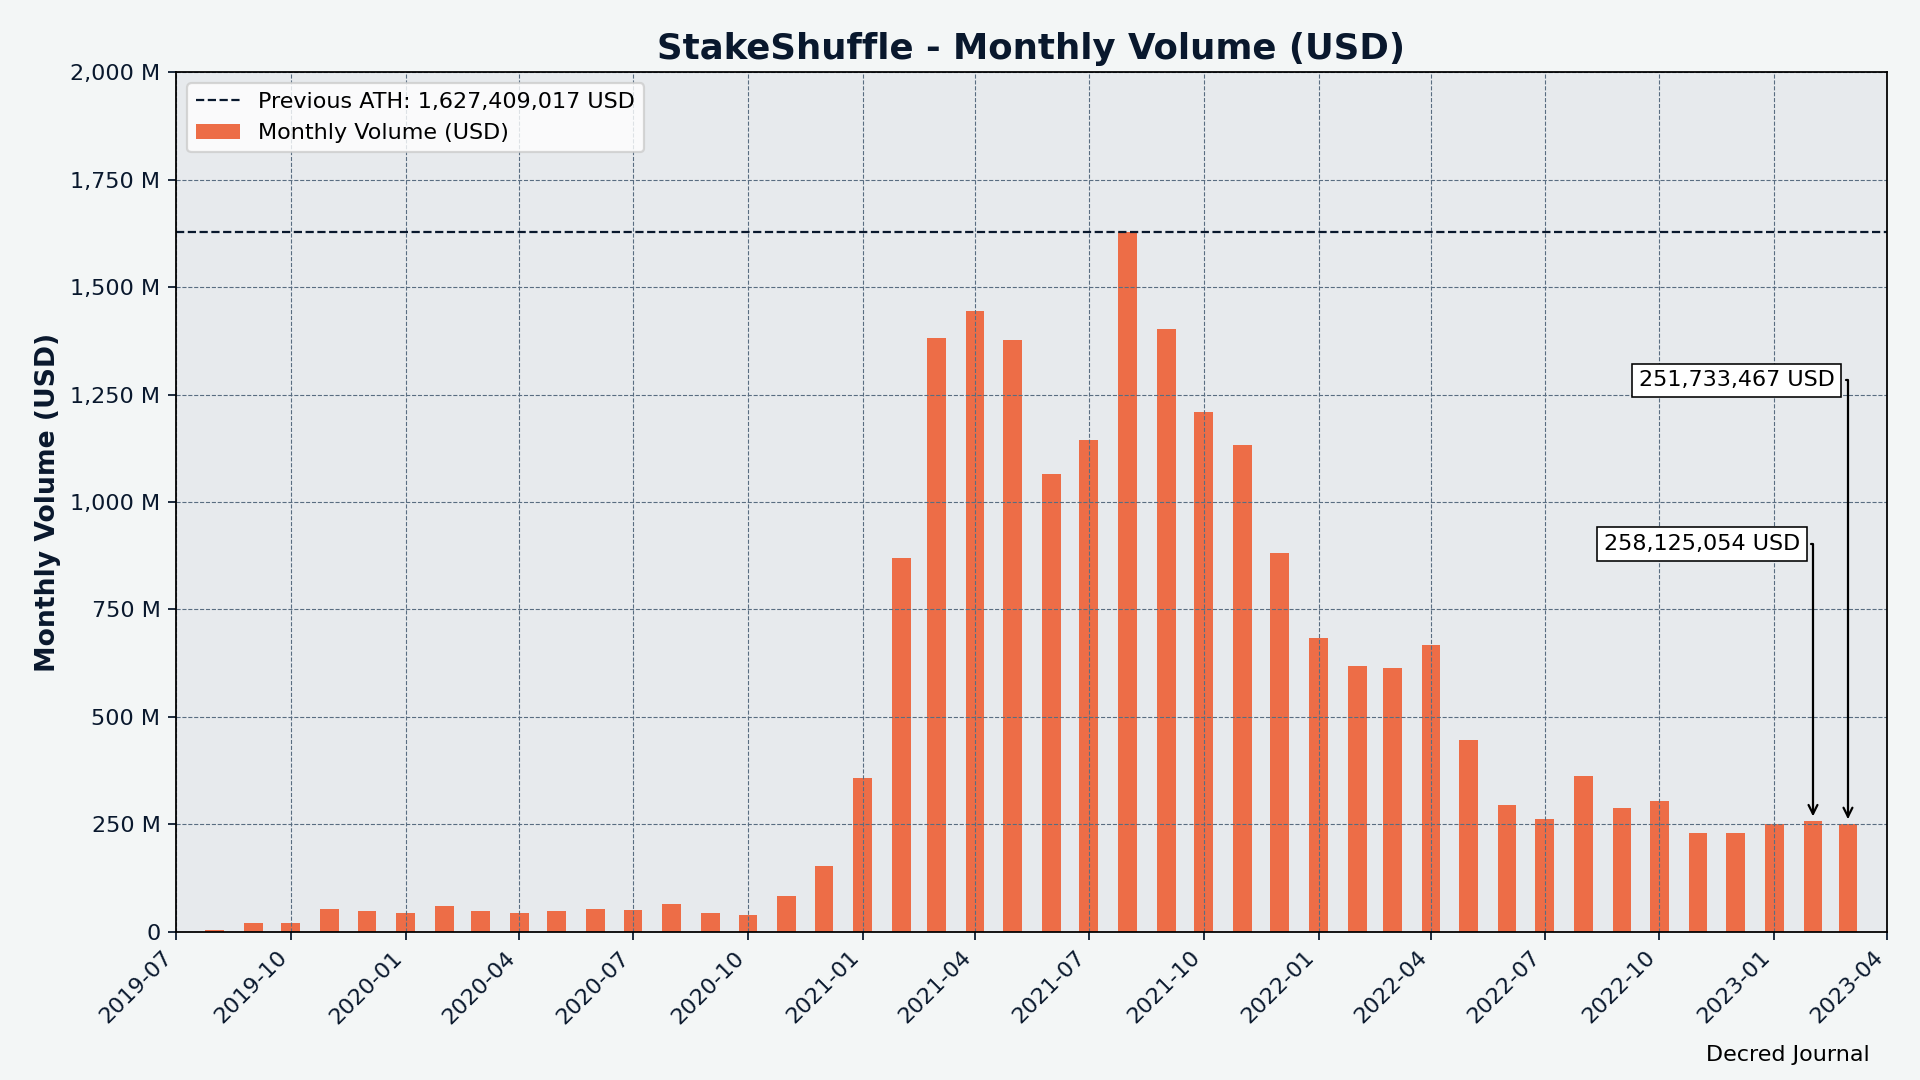 StakeShuffle - Monthly Volume (USD)
Previous ATH: 1,627,409,017 USD
Monthly Volume (USD)
Monthly Volume (USD)
2,000 M
1,750 M
1,500 M
1,250 M
1,000 M
750 M
500 M
250 M
0
251,733,467 USD
258,125,054 USD
2019-07
2019-10
2020-01
2020-04
2020-07
2020-10
2021-01
2021-04
2021-07
2021-10
2022-01
2022-04
2022-07
2022-10
2023-01
2023-04
Decred Journal